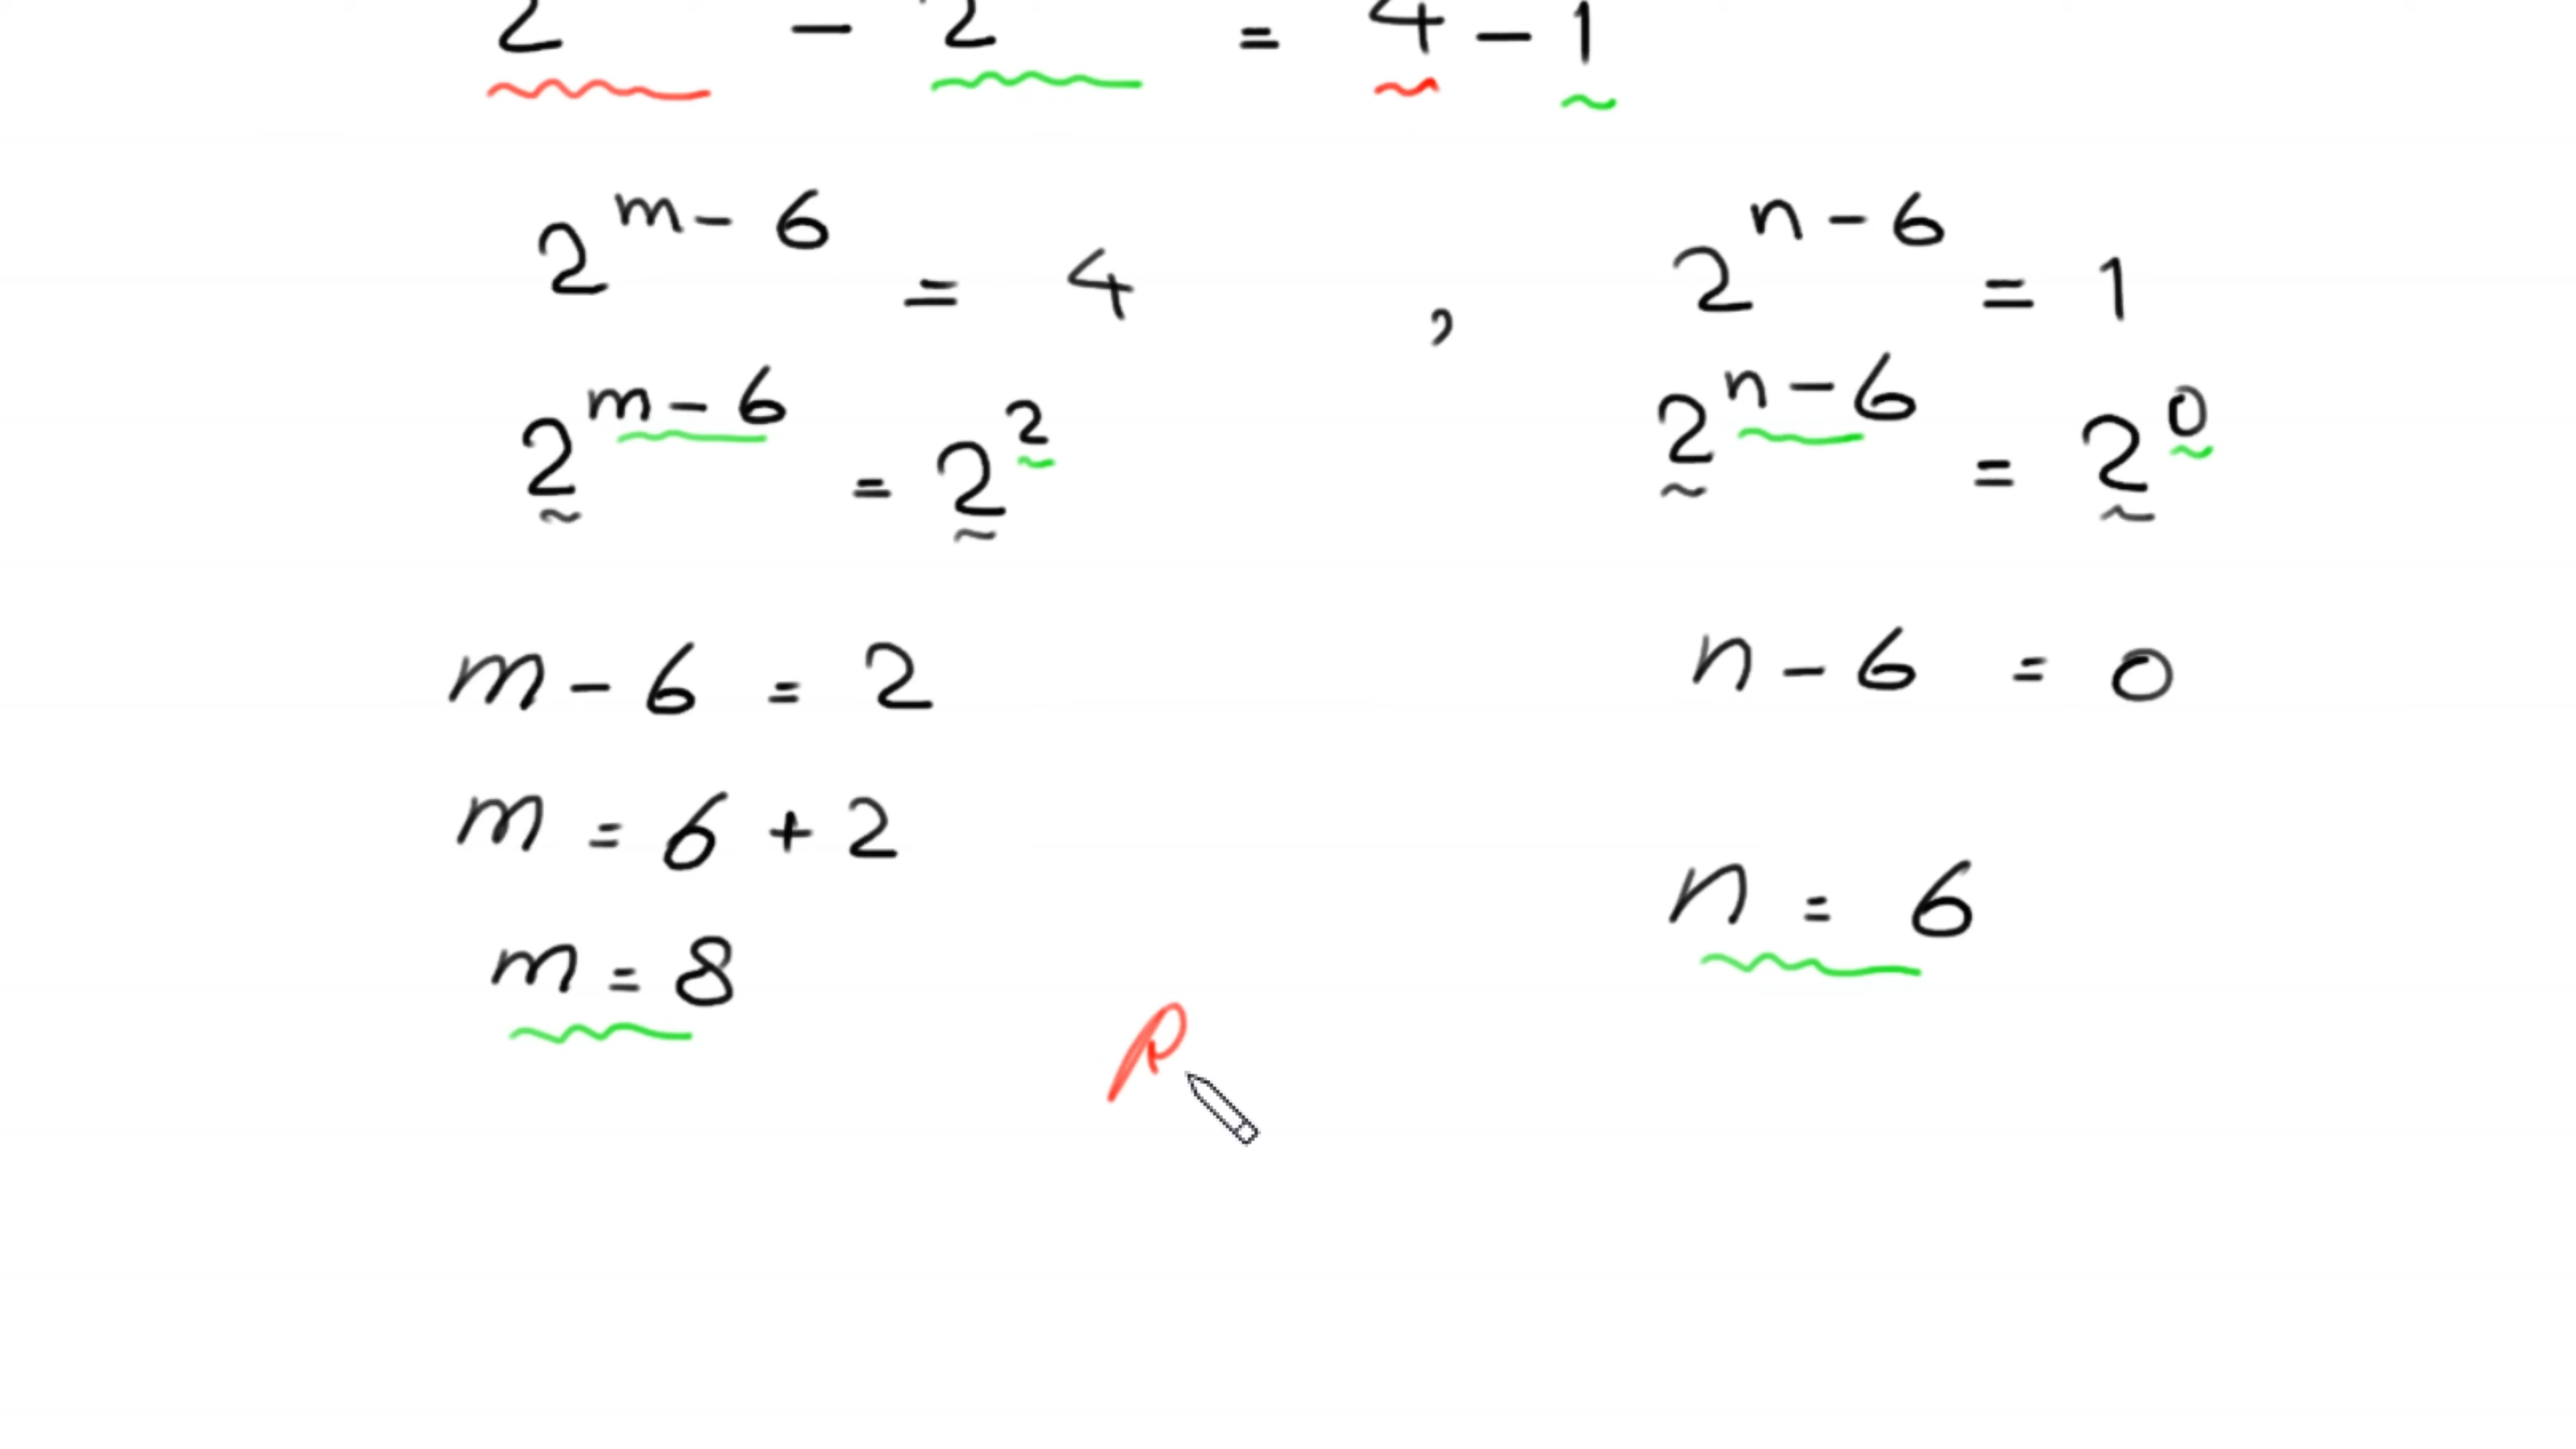 2 - 2 = 4 - 1
2^{m-6} = 4 , 2^{n-6} = 1
2^{m-6} = 2^2 2^{n-6} = 2^0
m - 6 = 2 n - 6 = 0
m = 6 + 2
n = 6
m = 8